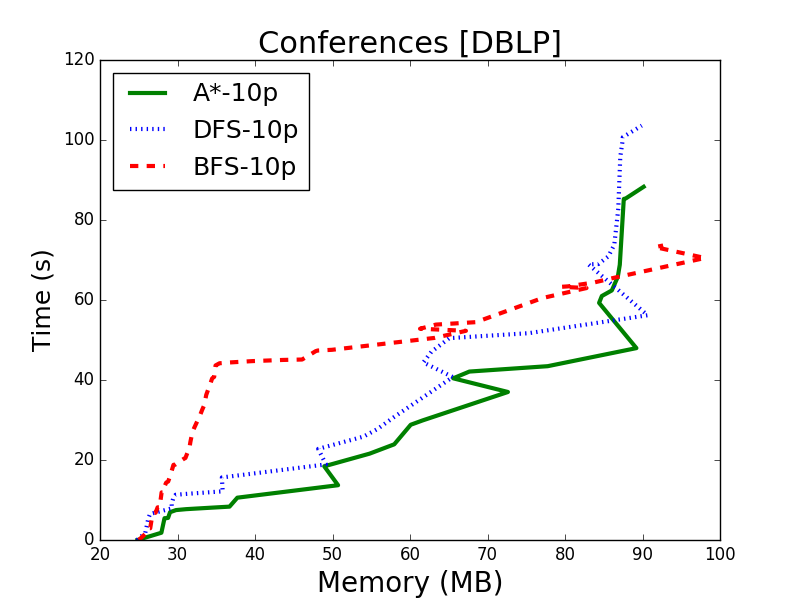 Conferences [DBLP]
120
100
80
60
40
20
0
Time (s)
A*-10p
DFS-10p
BFS-10p
20 30 40 50 60 70 80 90 100
Memory (MB)